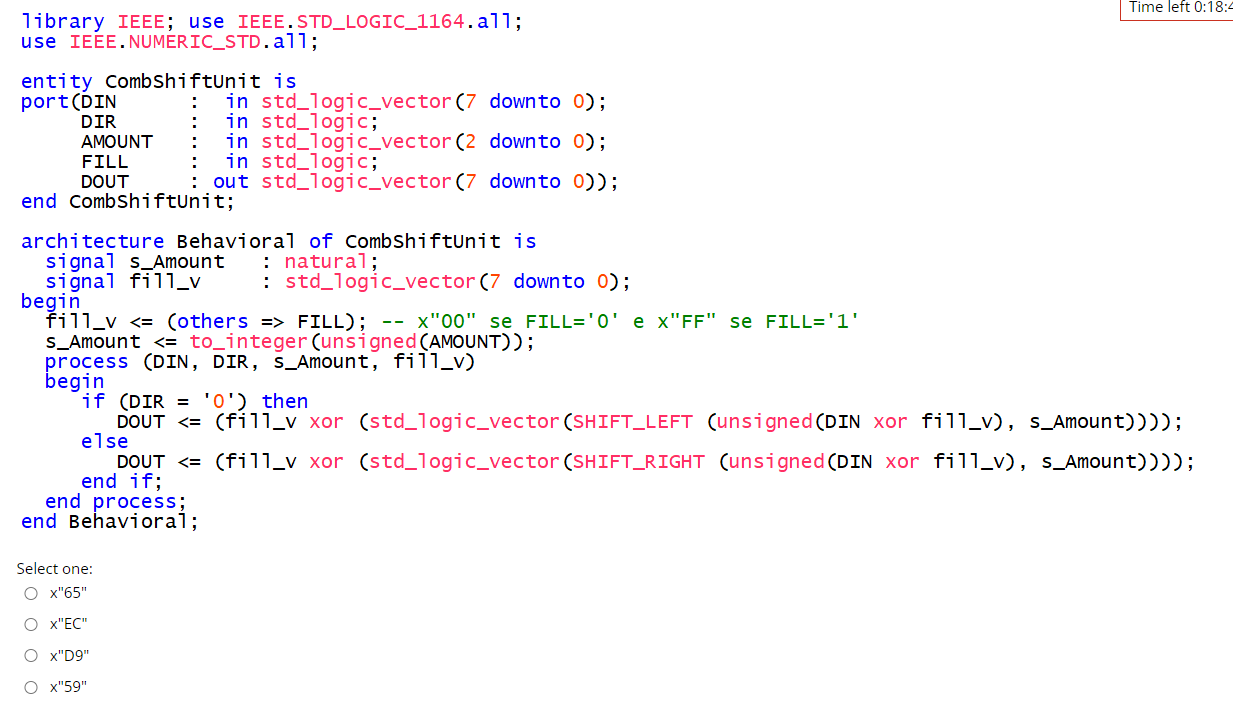 Time left 0:18:4
library IEEE; use IEEE.STD_LOGIC_1164.all;
use IEEE.NUMERIC_STD.all;
entity CombShiftUnit is
port(DIN : in std_logic_vector(7 downto 0);
DIR : in std_logic;
AMOUNT : in std_logic_vector(2 downto 0);
FILL : in std_logic;
DOUT : out std_logic_vector(7 downto 0));
end CombShiftUnit;
architecture Behavioral of CombShiftUnit is
signal s_Amount : natural;
signal fill_v : std_logic_vector(7 downto 0);
begin
fill_v <= (others => FILL); -- x"00" se FILL='0' e x"FF" se FILL='1'
s_Amount <= to_integer(unsigned(AMOUNT));
process (DIN, DIR, s_Amount, fill_v)
begin
if (DIR = '0') then
DOUT <= (fill_v xor (std_logic_vector(SHIFT_LEFT (unsigned(DIN xor fill_v), s_Amount))));
else
DOUT <= (fill_v xor (std_logic_vector(SHIFT_RIGHT (unsigned(DIN xor fill_v), s_Amount))));
end if;
end process;
end Behavioral;
Select one:
x"65"
x"EC"
x"D9"
x"59"